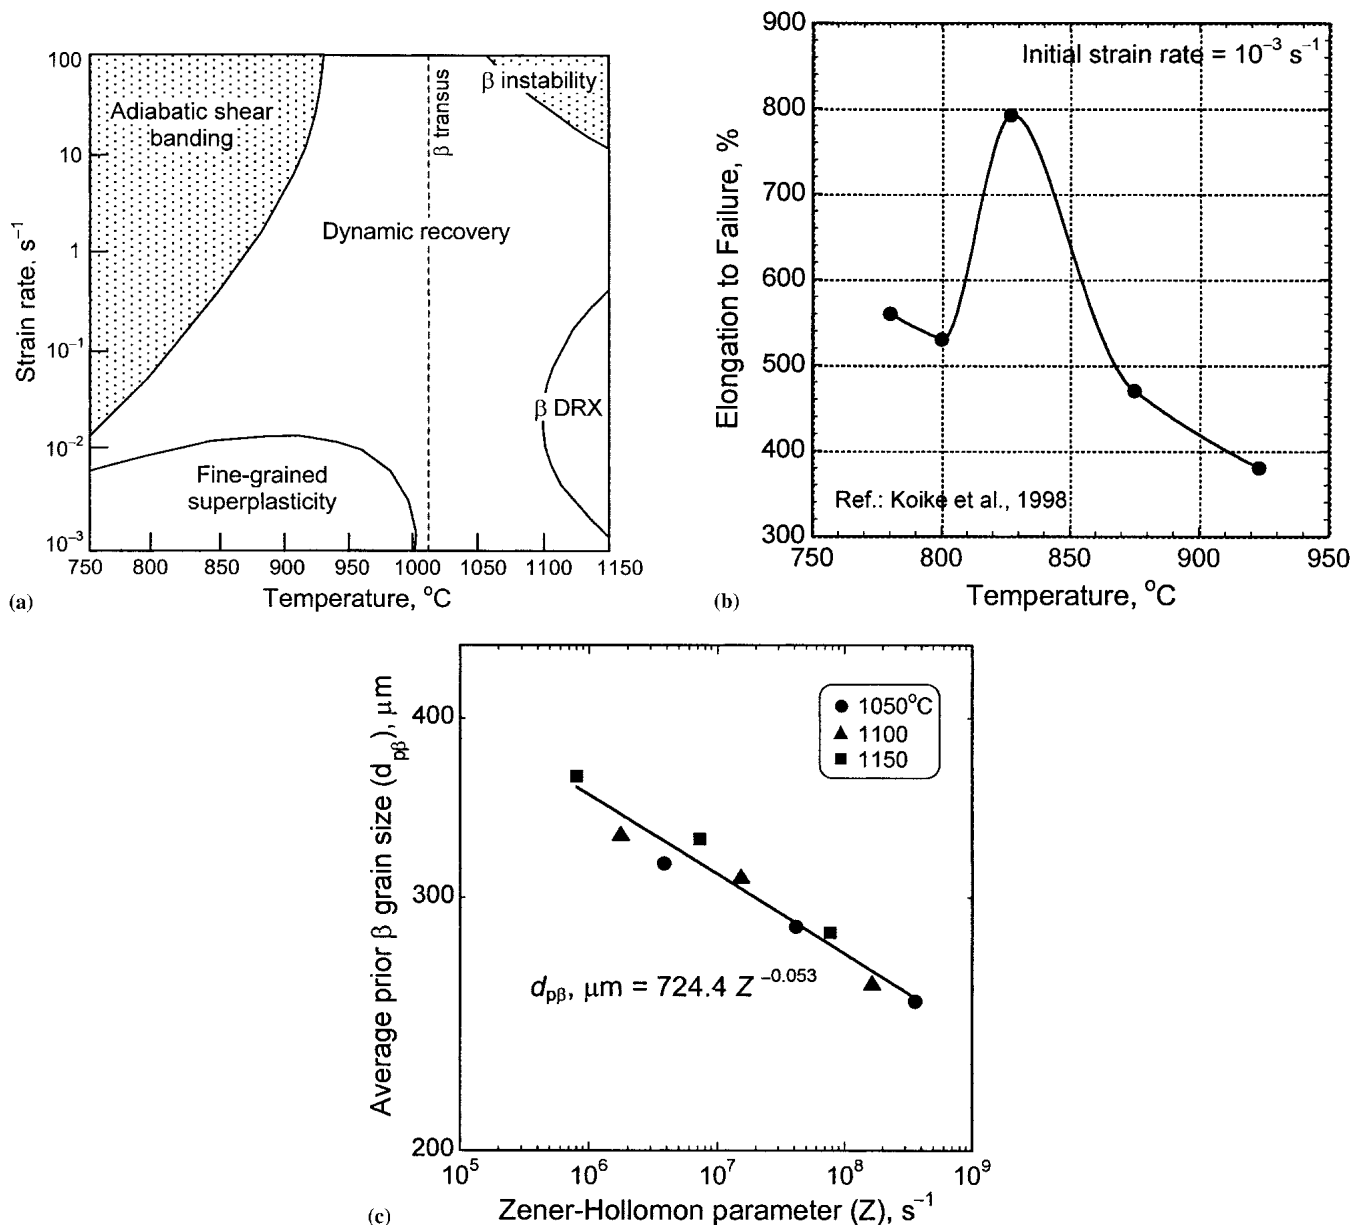 100
10
1
10⁻¹
10⁻²
10⁻³
Strain rate. s⁻¹
Adiabatic shear
banding
β instability
β transus
Dynamic recovery
β DRX
Fine-grained
superplasticity
750 800 850 900 950 1000 1050 1100 1150
Temperature, °C
(a)
900
800
700
600
500
400
300
Elongation to Failure, %
Initial strain rate = 10⁻³ s⁻¹
Ref.: Koike et al., 1998
750 800 850 900 950
Temperature, °C
(b)
400
300
200
Average prior β grain size (dpβ), μm
1050°C
1100
1150
dpβ, μm = 724.4 Z⁻⁰·⁰⁵³
10⁵ 10⁶ 10⁷ 10⁸ 10⁹
Zener-Hollomon parameter (Z), s⁻¹
(c)